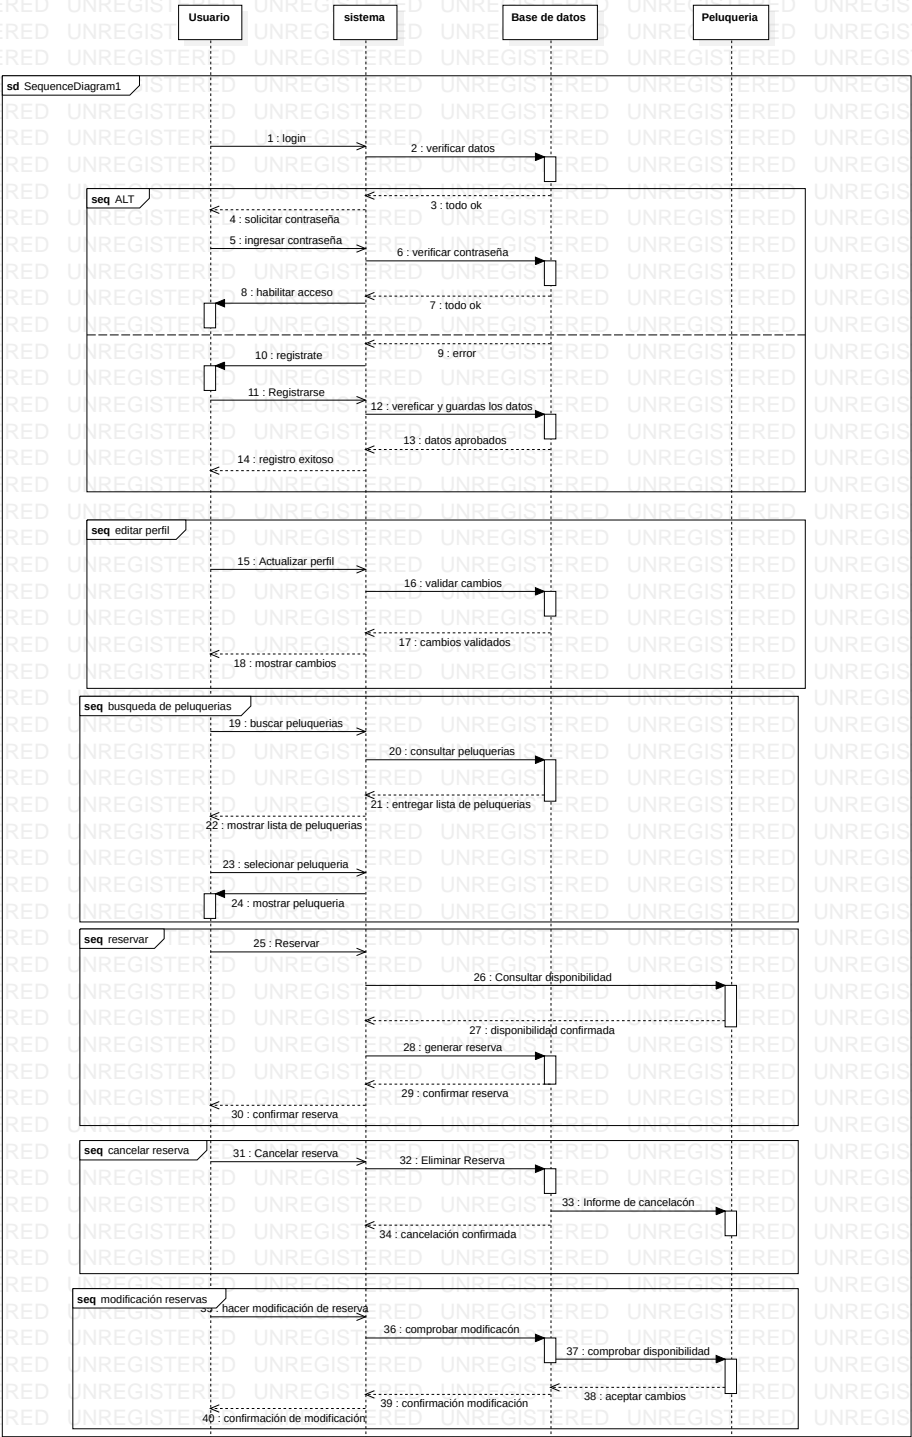 Usuario
sistema
Base de datos
Peluqueria
sd SequenceDiagram1
1 : login
2 : verificar datos
seq ALT
3 : todo ok
4 : solicitar contraseña
5 : ingresar contraseña
6 : verificar contraseña
8 : habilitar acceso
7 : todo ok
9 : error
10 : registrate
11 : Registrarse
12 : vereficar y guardas los datos
13 : datos aprobados
14 : registro exitoso
seq editar perfil
15 : Actualizar perfil
16 : validar cambios
17 : cambios validados
18 : mostrar cambios
seq busqueda de peluquerias
19 : buscar peluquerias
20 : consultar peluquerias
21 : entregar lista de peluquerias
22 : mostrar lista de peluquerias
23 : selecionar peluqueria
24 : mostrar peluqueria
seq reservar
25 : Reservar
26 : Consultar disponibilidad
27 : disponibilidad confirmada
28 : generar reserva
29 : confirmar reserva
30 : confirmar reserva
seq cancelar reserva
31 : Cancelar reserva
32 : Eliminar Reserva
33 : Informe de cancelacón
34 : cancelación confirmada
seq modificación reservas
35 : hacer modificación de reserva
36 : comprobar modificacón
37 : comprobar disponibilidad
38 : aceptar cambios
39 : confirmación modificación
40 : confirmación de modificación
UNREGISTERED